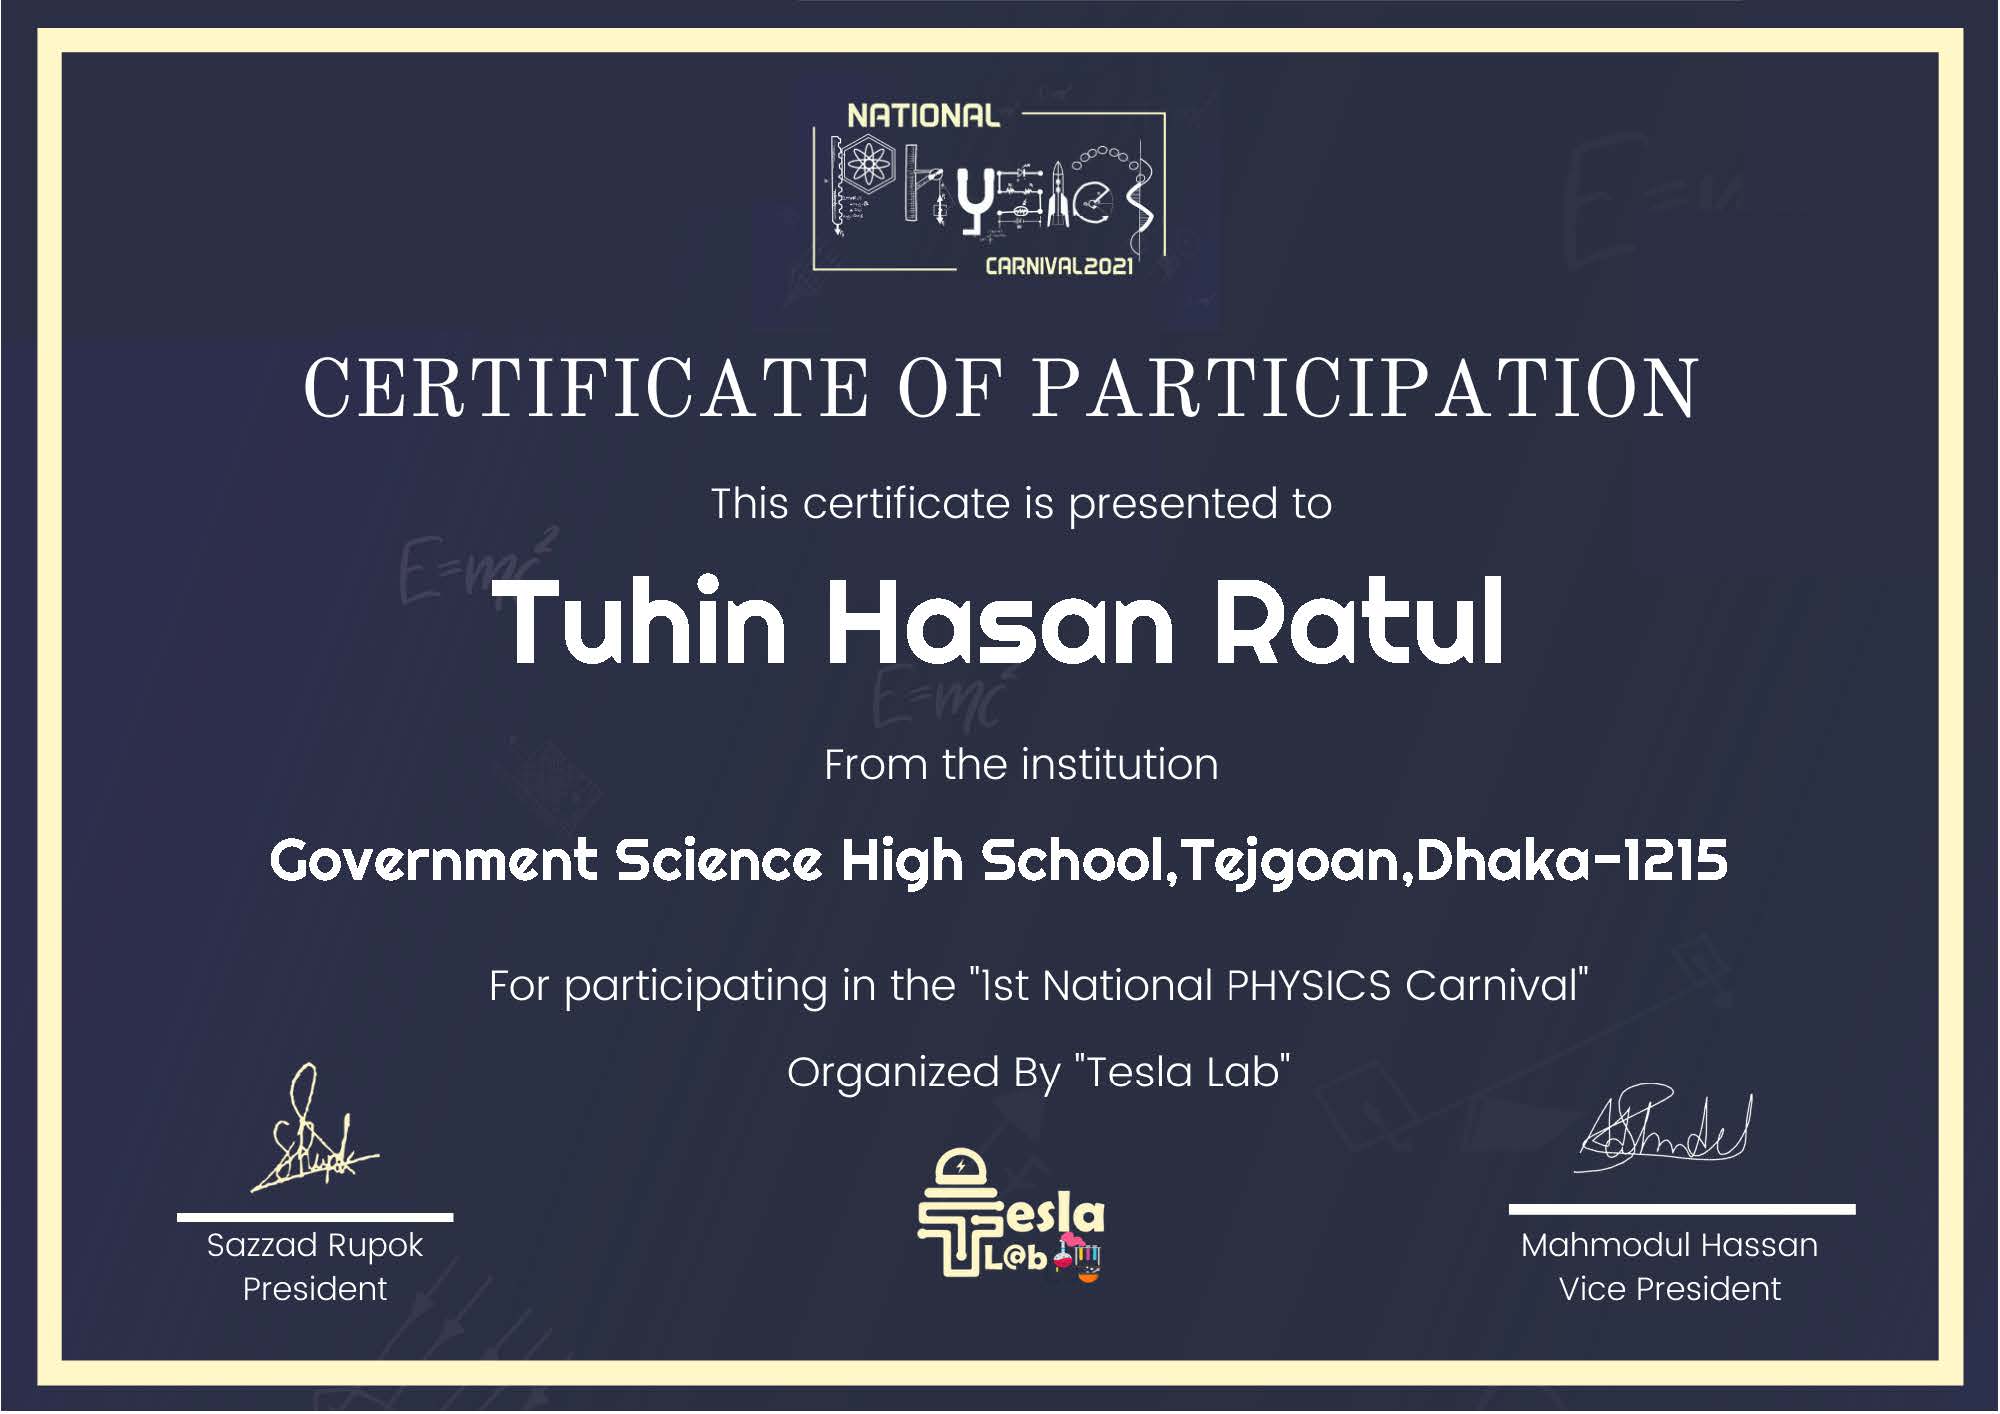 NATIONAL
Physics
CARNIVAL2021
CERTIFICATE OF PARTICIPATION
This certificate is presented to
E=mc²
Tuhin Hasan Ratul
E=mc²
From the institution
Government Science High School,Tejgoan,Dhaka-1215
For participating in the "1st National PHYSICS Carnival"
Organized By "Tesla Lab"
Tesla
L@b
Sazzad Rupok
President
Mahmodul Hassan
Vice President